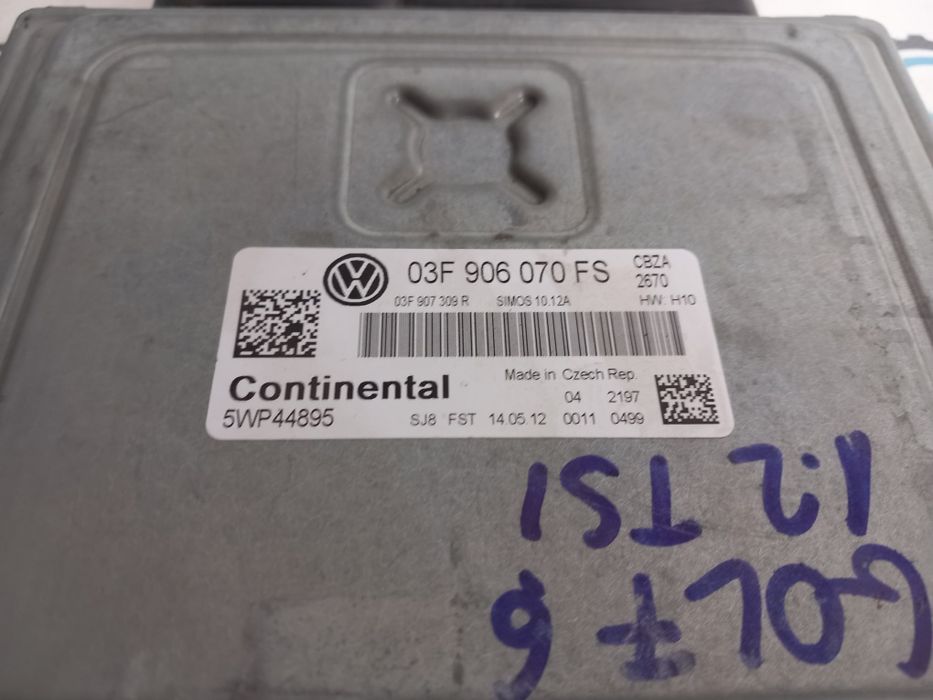 VW 03F 906 070 FS CBZA 2670
03F 907 309 R SIMOS 10.12A HW: H10
Continental Made in Czech Rep.
5WP44895 04 2197
SJ8 FST 14.05.12 0011 0499
GOLF 6
1.2 TSI